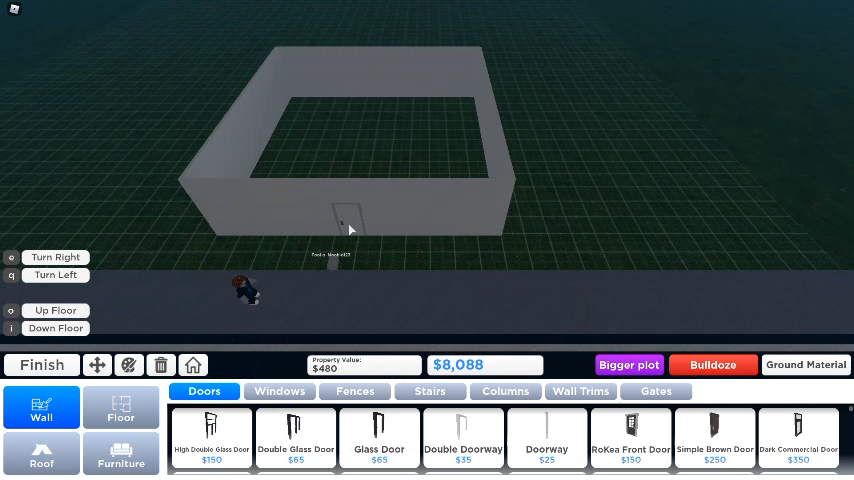 e Turn Right
q Turn Left
o Up Floor
i Down Floor
Finish
Property Value:
$480
$8,088
Bigger plot
Bulldoze
Ground Material
Wall
Floor
Roof
Furniture
Doors
Windows
Fences
Stairs
Columns
Wall Trims
Gates
High Double Glass Door
$150
Double Glass Door
$65
Glass Door
$65
Double Doorway
$35
Doorway
$25
RoKea Front Door
$150
Simple Brown Door
$250
Dark Commercial Door
$350